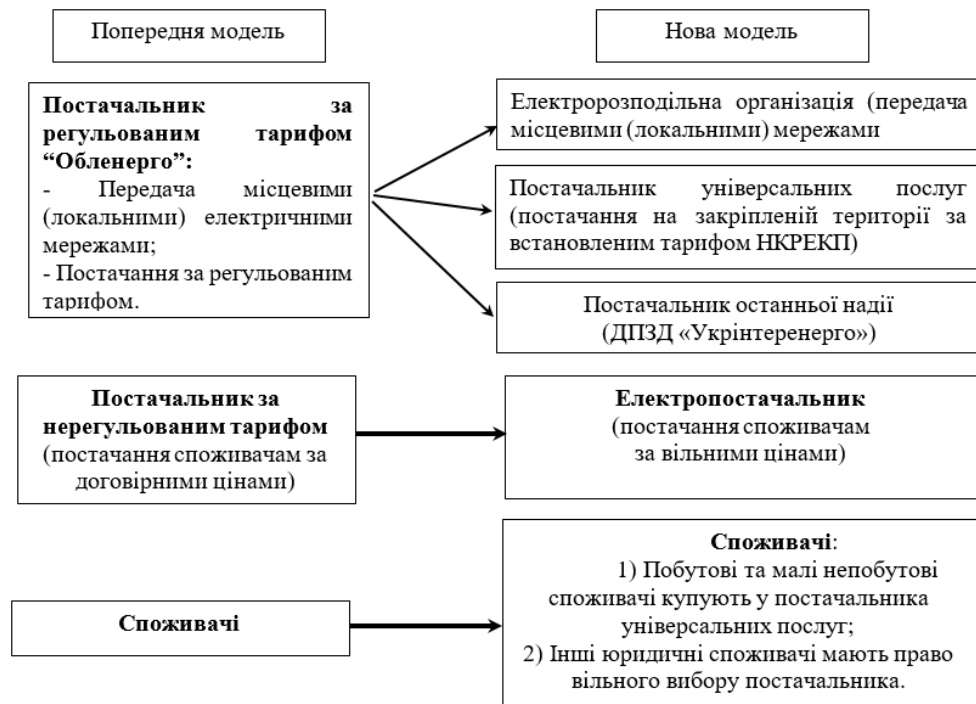 Попередня модель
Нова модель
Постачальник за
регульованим тарифом
“Обленерго”:
- Передача місцевими
(локальними) електричними
мережами;
- Постачання за регульованим
тарифом.
Електророзподільна організація (передача
місцевими (локальними) мережами
Постачальник універсальних послуг
(постачання на закріпленій території за
встановленим тарифом НКРЕКП)
Постачальник останньої надії
(ДПЗД «Укрінтеренерго»)
Постачальник за
нерегульованим тарифом
(постачання споживачам за
договірними цінами)
Електропостачальник
(постачання споживачам
за вільними цінами)
Споживачі
Споживачі:
1) Побутові та малі непобутові
споживачі купують у постачальника
універсальних послуг;
2) Інші юридичні споживачі мають право
вільного вибору постачальника.